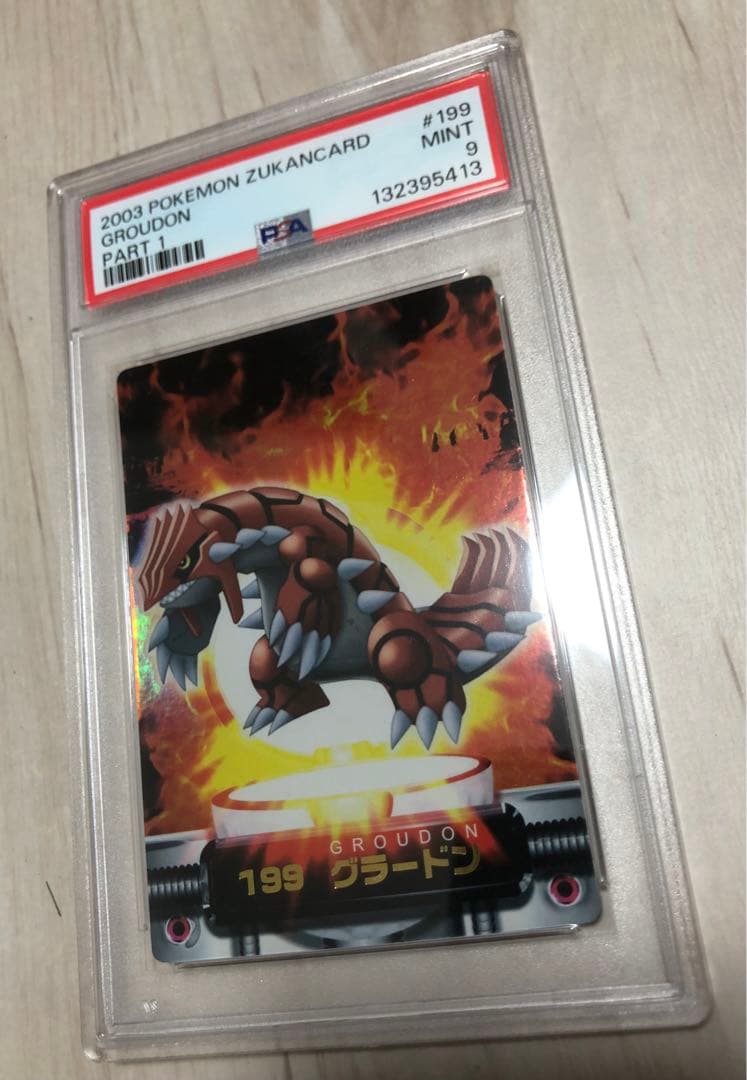 2003 POKEMON ZUKANCARD #199
GROUDON MINT
PART 1 9
132395413
PSA
GROUDON
199 グラードン